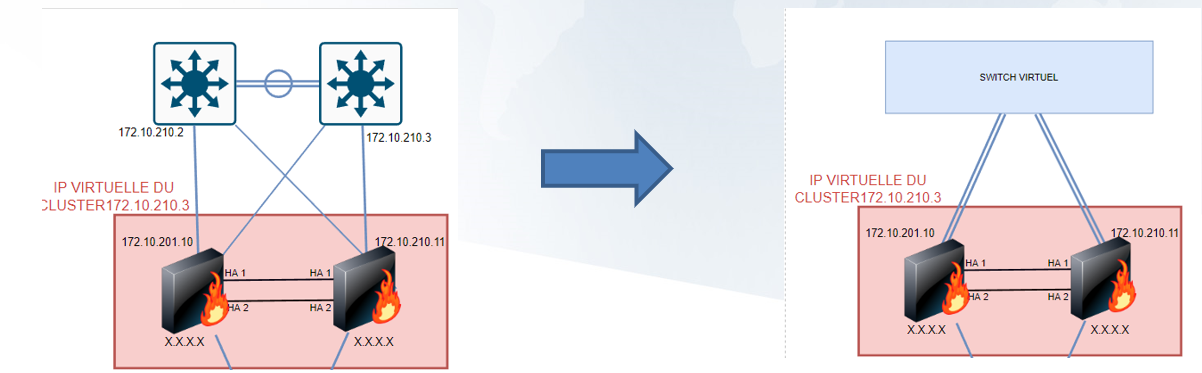 172.10.210.2
172.10.210.3
IP VIRTUELLE DU
CLUSTER172.10.210.3
172.10.201.10
172.10.210.11
HA 1
HA 1
HA 2
HA 2
X.X.X.X
X.X.X.X
SWITCH VIRTUEL
IP VIRTUELLE DU
CLUSTER172.10.210.3
172.10.201.10
172.10.210.11
HA 1
HA 1
HA 2
HA 2
X.X.X.X
X.X.X.X